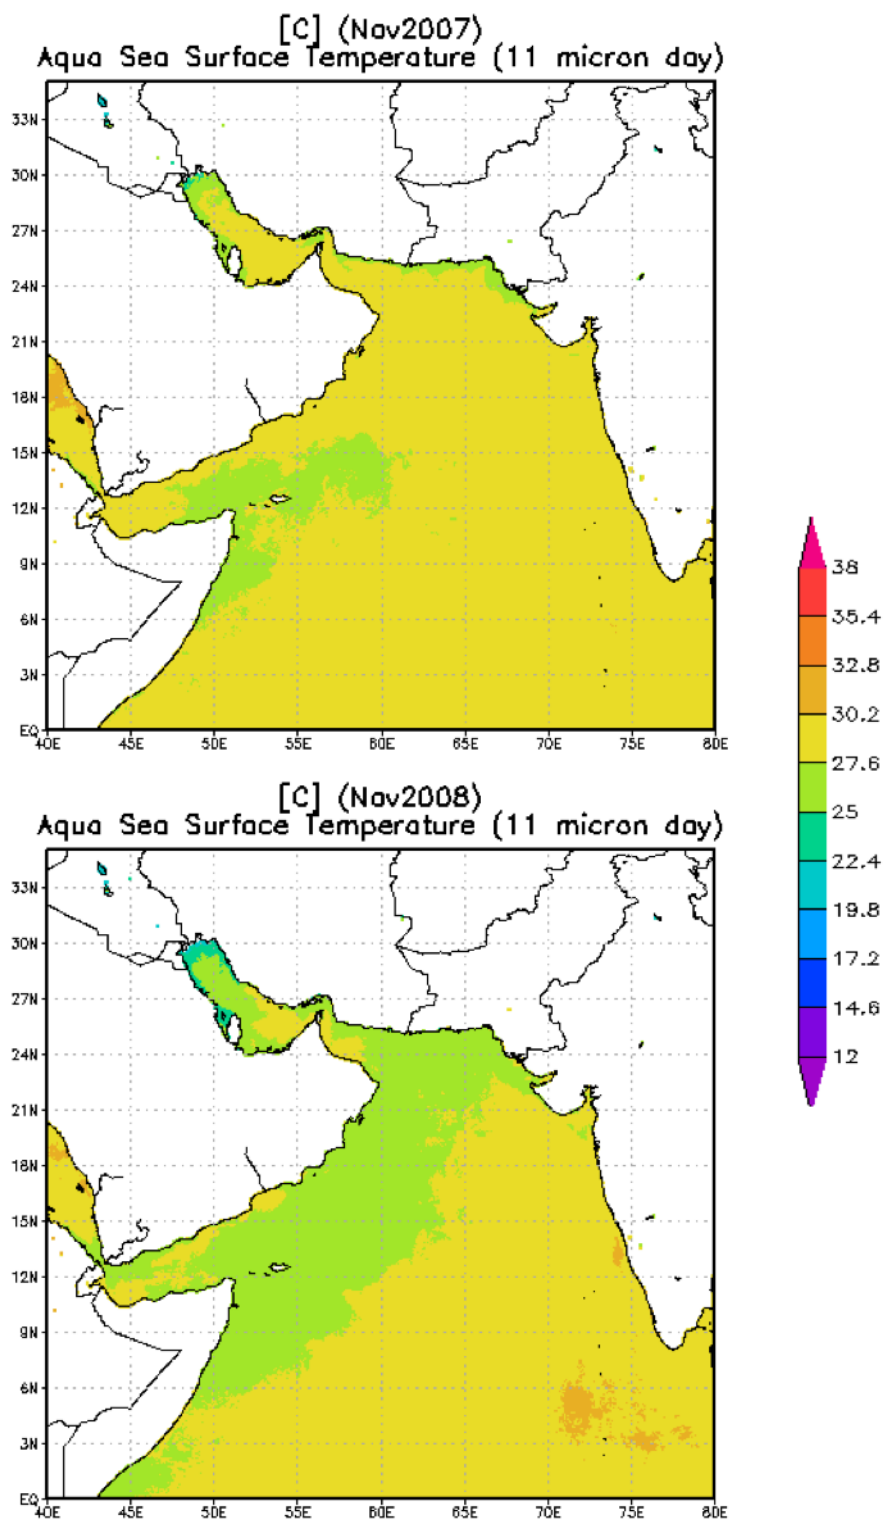 [C] (Nov2007)
Aqua Sea Surface Temperature (11 micron day)
33N
30N
27N
24N
21N
18N
15N
12N
9N
6N
3N
EQ
40E 45E 50E 55E 60E 65E 70E 75E 80E
38
35.4
32.8
30.2
27.6
25
22.4
19.8
17.2
14.6
12
[C] (Nov2008)
Aqua Sea Surface Temperature (11 micron day)
33N
30N
27N
24N
21N
18N
15N
12N
9N
6N
3N
EQ
40E 45E 50E 55E 60E 65E 70E 75E 80E